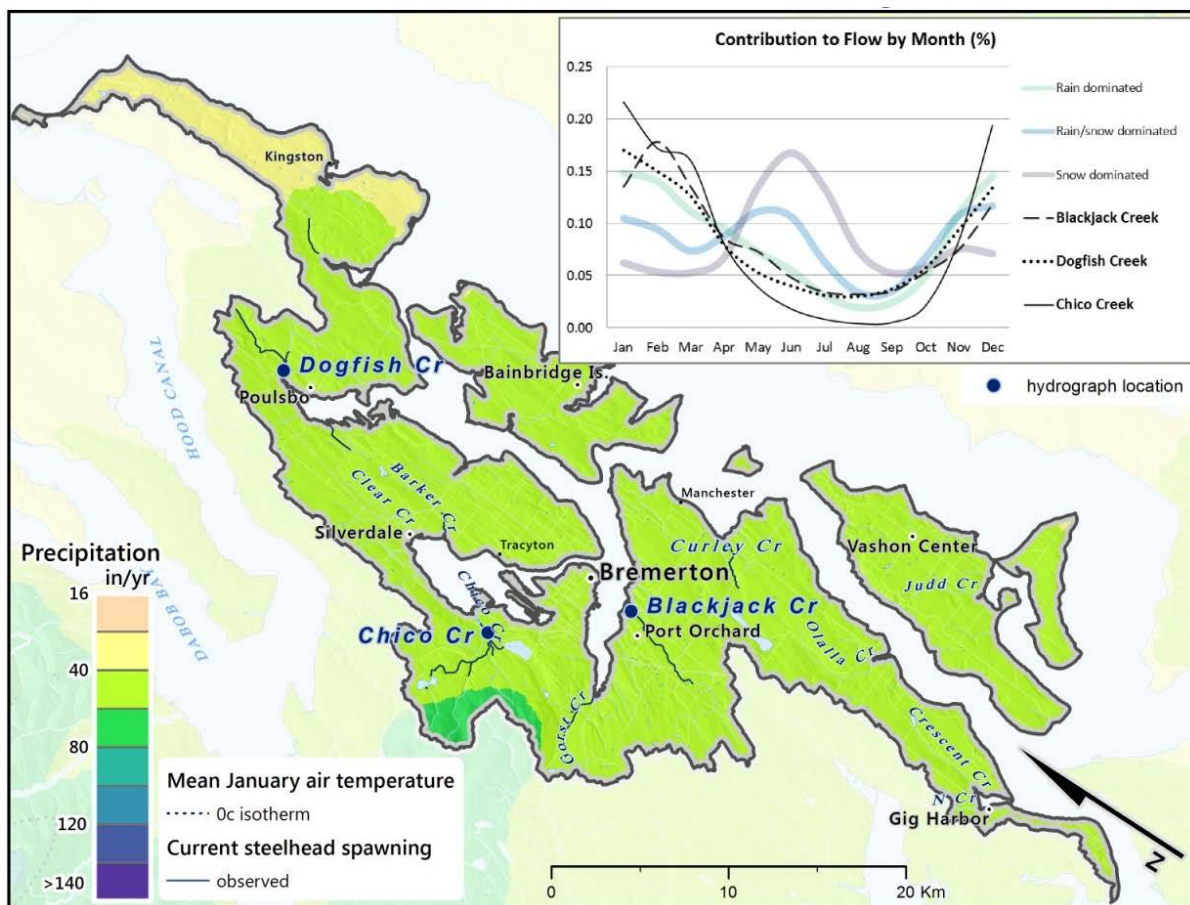 Contribution to Flow by Month (%)
0.25
0.20
0.15
0.10
0.05
0.00
Jan Feb Mar Apr May Jun Jul Aug Sep Oct Nov Dec
Rain dominated
Rain/snow dominated
Snow dominated
Blackjack Creek
Dogfish Creek
Chico Creek
hydrograph location
Kingston
Dogfish Cr
Poulsbo
Bainbridge Is.
HOOD CANAL
DABOB BAY
Barker Cr
Clear Cr
Silverdale
Tracyton
Manchester
Curley Cr
Vashon Center
Judd Cr
Bremerton
Blackjack Cr
Port Orchard
Chico Cr
Chico Cr
Olalla Cr
Gorst Cr
Crescent Cr
N Cr
Gig Harbor
Precipitation
in/yr
16
40
80
120
>140
Mean January air temperature
0c isotherm
Current steelhead spawning
observed
0 10 20 Km
N